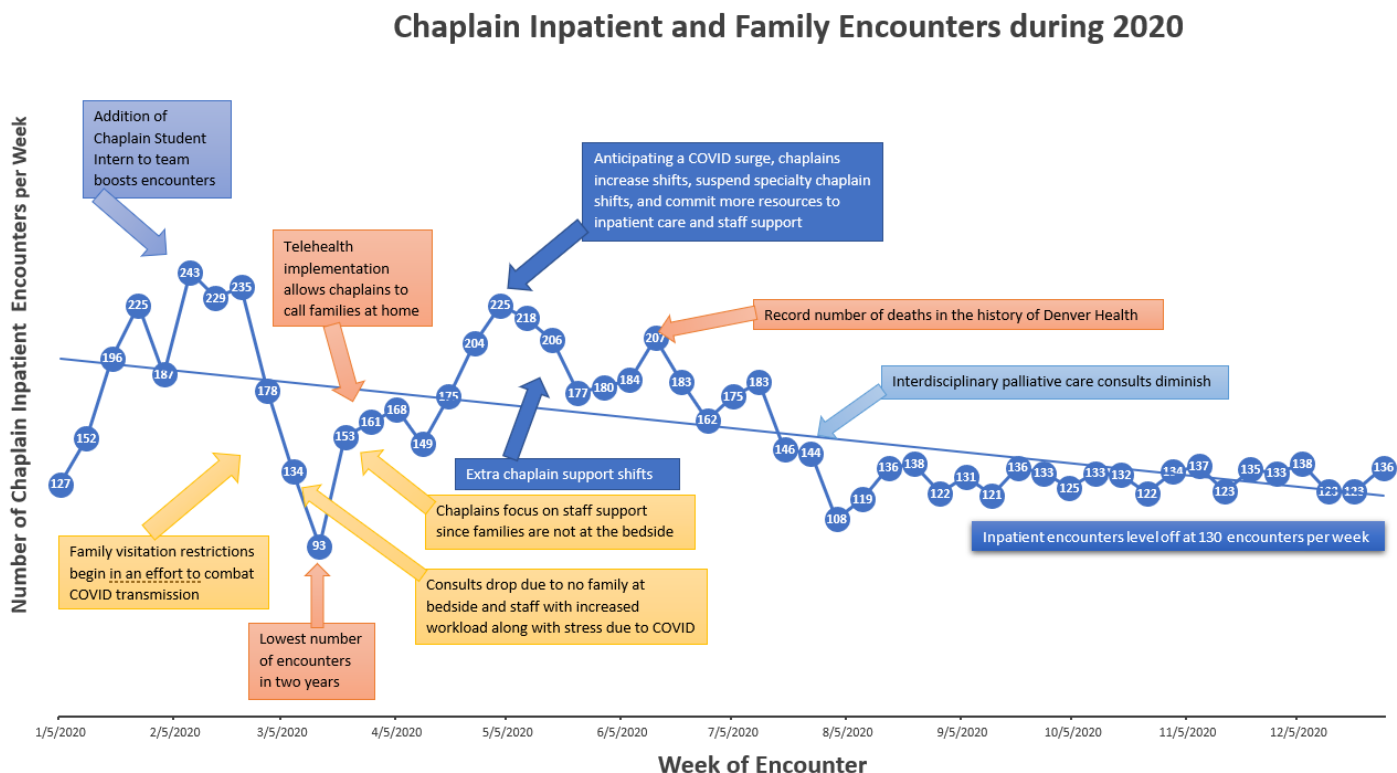 Chaplain Inpatient and Family Encounters during 2020
Number of Chaplain Inpatient Encounters per Week
Addition of
Chaplain Student
Intern to team
boosts encounters
Anticipating a COVID surge, chaplains
increase shifts, suspend specialty chaplain
shifts, and commit more resources to
inpatient care and staff support
Telehealth
implementation
allows chaplains to
call families at home
Record number of deaths in the history of Denver Health
Interdisciplinary palliative care consults diminish
Extra chaplain support shifts
Chaplains focus on staff support
since families are not at the bedside
Family visitation restrictions
begin in an effort to combat
COVID transmission
Consults drop due to no family at
bedside and staff with increased
workload along with stress due to COVID
Lowest number
of encounters
in two years
Inpatient encounters level off at 130 encounters per week
127
152
196
225
187
243
229
235
178
134
93
153
161
168
149
175
204
225
218
206
177
180
184
207
183
162
175
183
146
144
108
119
136
138
122
131
121
136
133
125
133
132
122
134
137
123
135
133
138
123
123
136
1/5/2020
2/5/2020
3/5/2020
4/5/2020
5/5/2020
6/5/2020
7/5/2020
8/5/2020
9/5/2020
10/5/2020
11/5/2020
12/5/2020
Week of Encounter